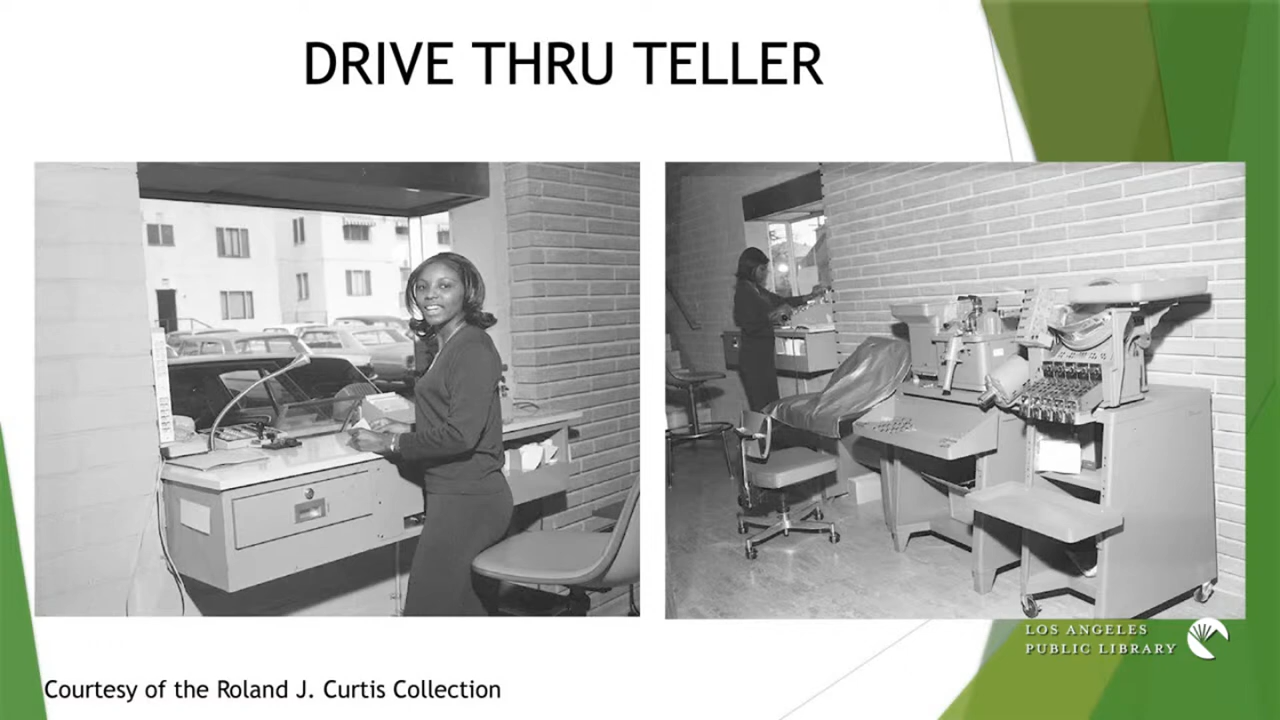 DRIVE THRU TELLER
LOS ANGELES
PUBLIC LIBRARY
Courtesy of the Roland J. Curtis Collection